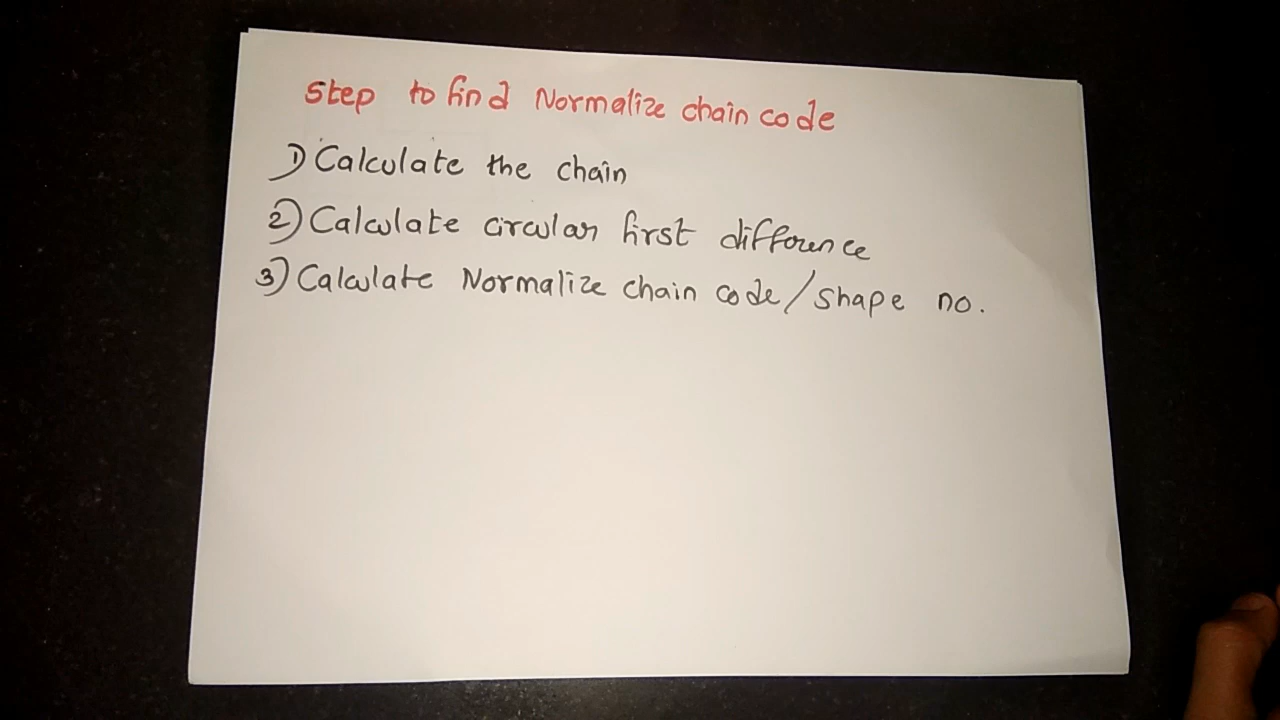 Step to find Normalize chain code
1) Calculate the chain
2) Calculate circular first difference
3) Calculate Normalize chain code/shape no.